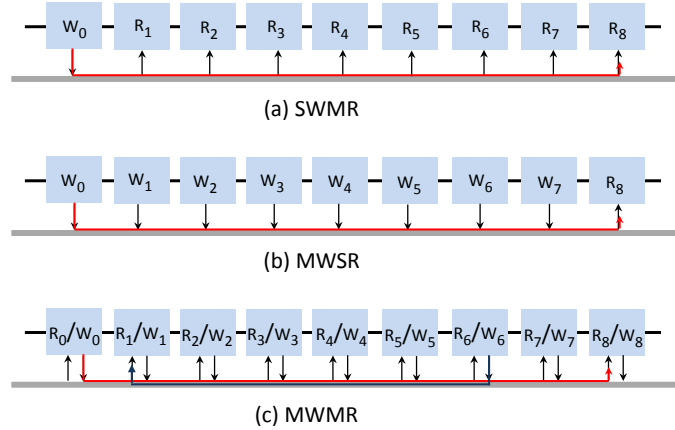 W₀ R₁ R₂ R₃ R₄ R₅ R₆ R₇ R₈
(a) SWMR
W₀ W₁ W₂ W₃ W₄ W₅ W₆ W₇ R₈
(b) MWSR
R₀/W₀ R₁/W₁ R₂/W₂ R₃/W₃ R₄/W₄ R₅/W₅ R₆/W₆ R₇/W₇ R₈/W₈
(c) MWMR